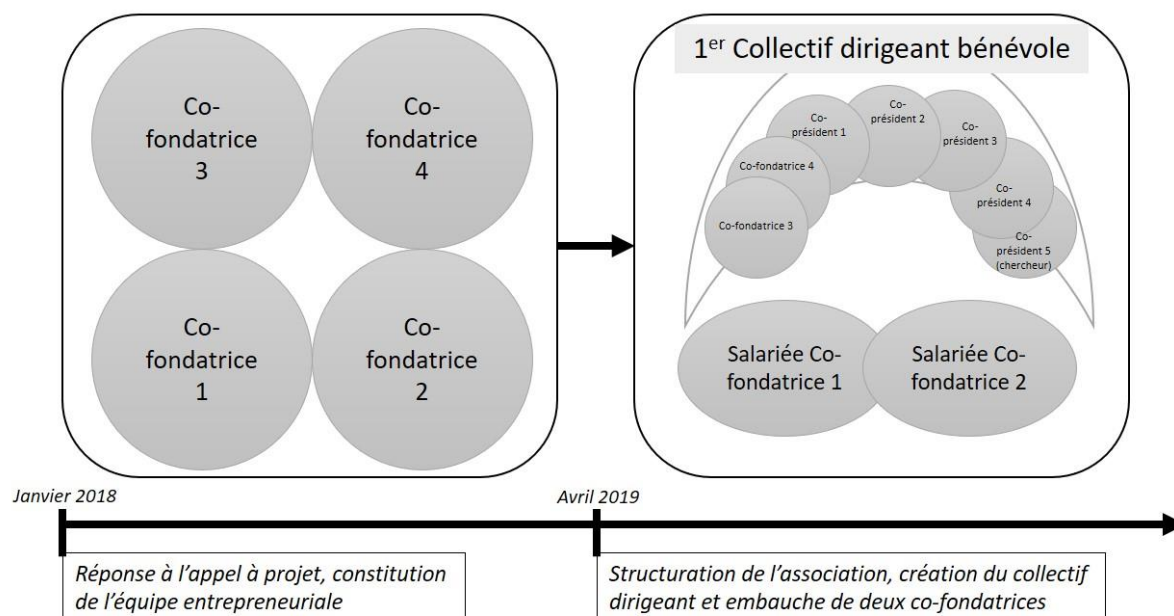 Co-
fondatrice
3
Co-
fondatrice
4
Co-
fondatrice
1
Co-
fondatrice
2
1er Collectif dirigeant bénévole
Co-fondatrice 3
Co-fondatrice 4
Co-
président 1
Co-
président 2
Co-
président 3
Co-
président 4
Co-
président 5
(chercheur)
Salariée Co-
fondatrice 1
Salariée Co-
fondatrice 2
Janvier 2018
Avril 2019
Réponse à l’appel à projet, constitution
de l’équipe entrepreneuriale
Structuration de l’association, création du collectif
dirigeant et embauche de deux co-fondatrices